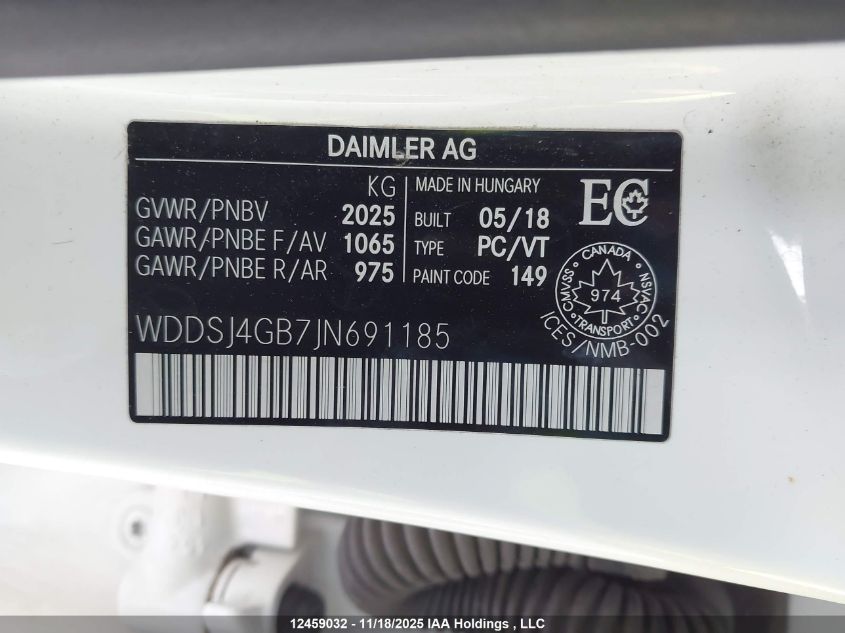 DAIMLER AG
KG
GVWR/PNBV 2025
GAWR/PNBE F/AV 1065
GAWR/PNBE R/AR 975
MADE IN HUNGARY
BUILT 05/18
TYPE PC/VT
PAINT CODE 149
EC
CANADA
CMVSS
974
NSVAC
TRANSPORT
ICES/NMB-002
WDDSJ4GB7JN691185
12459032 - 11/18/2025 IAA Holdings , LLC